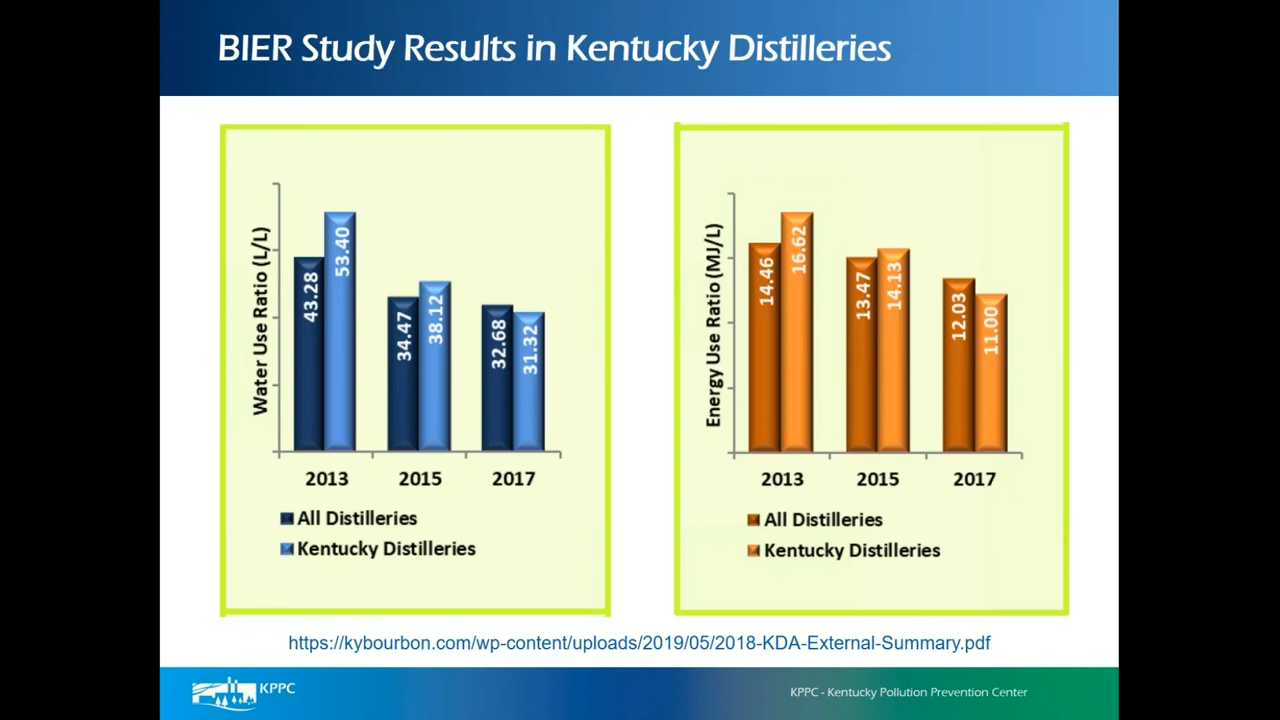 BIER Study Results in Kentucky Distilleries
Water Use Ratio (L/L)
43.28
53.40
34.47
38.12
32.68
31.32
2013
2015
2017
All Distilleries
Kentucky Distilleries
Energy Use Ratio (MJ/L)
14.46
16.62
13.47
14.13
12.03
11.00
2013
2015
2017
All Distilleries
Kentucky Distilleries
https://kybourbon.com/wp-content/uploads/2019/05/2018-KDA-External-Summary.pdf
KPPC
KPPC - Kentucky Pollution Prevention Center